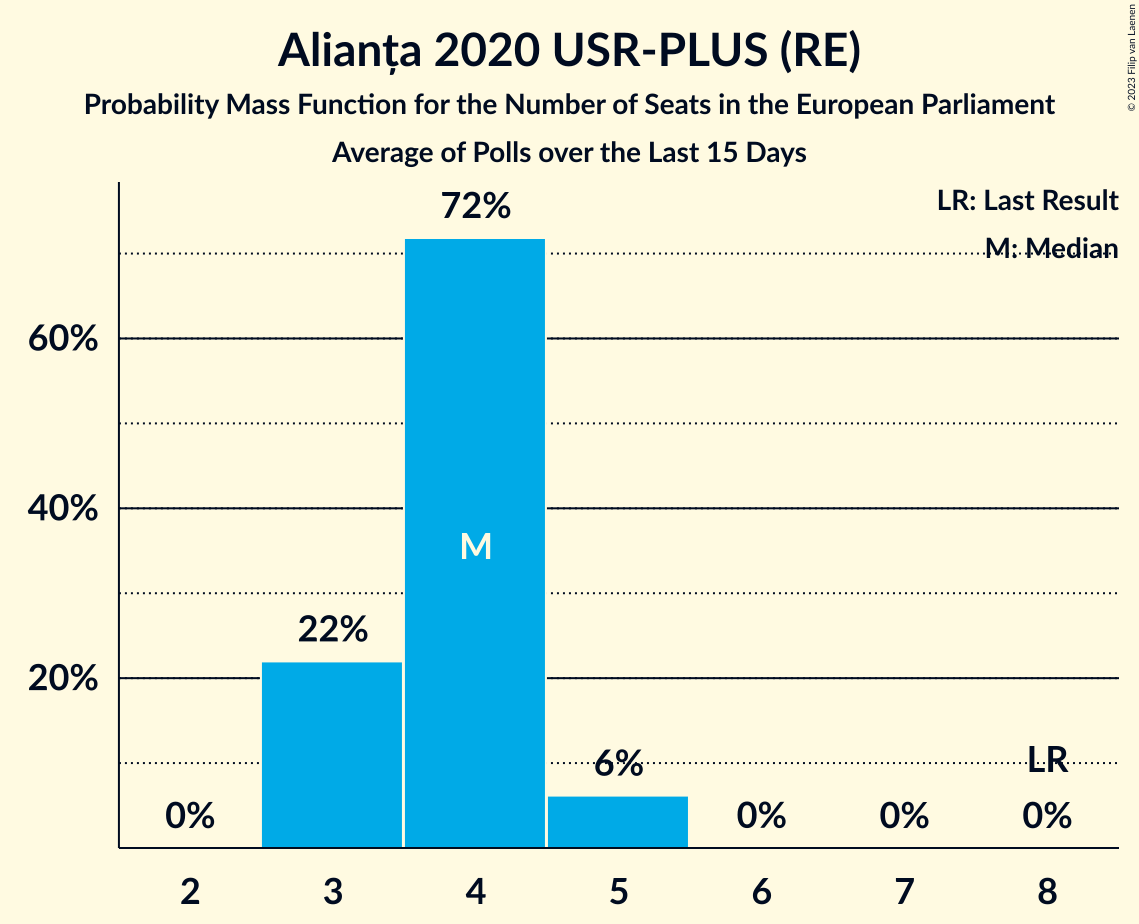 Alianța 2020 USR-PLUS (RE)
Probability Mass Function for the Number of Seats in the European Parliament
Average of Polls over the Last 15 Days
© 2023 Filip van Laenen
LR: Last Result
M: Median
72%
60%
40%
M
22%
20%
6%
LR
0%
0%
0%
0%
2
3
4
5
6
7
8